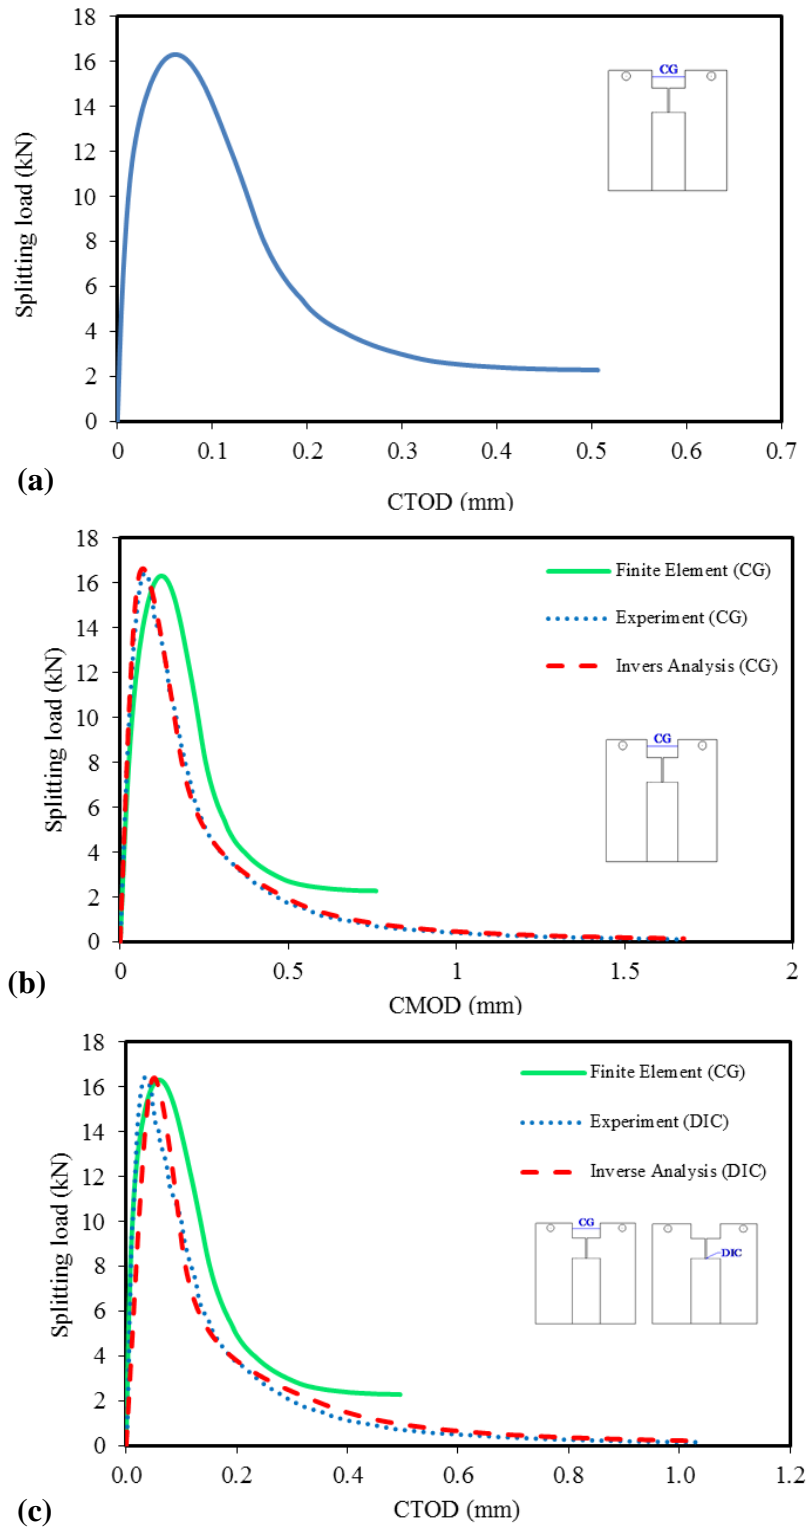 18
16
14
12
10
8
6
4
2
0
Splitting load (kN)
CG
0 0.1 0.2 0.3 0.4 0.5 0.6 0.7
(a)
CTOD (mm)
18
16
14
12
10
8
6
4
2
0
Splitting load (kN)
Finite Element (CG)
Experiment (CG)
Invers Analysis (CG)
CG
0 0.5 1 1.5 2
(b)
CMOD (mm)
18
16
14
12
10
8
6
4
2
0
Splitting load (kN)
Finite Element (CG)
Experiment (DIC)
Inverse Analysis (DIC)
CG
DIC
0.0 0.2 0.4 0.6 0.8 1.0 1.2
(c)
CTOD (mm)